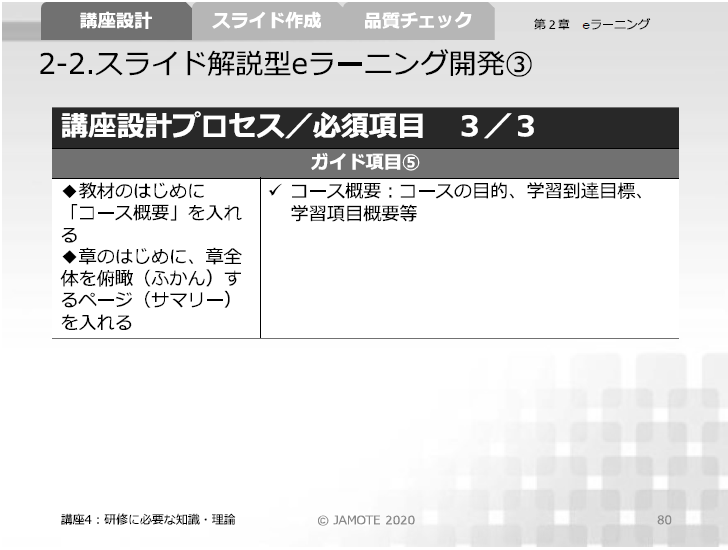 講座設計
スライド作成
品質チェック
第２章　eラーニング
2-2.スライド解説型eラーニング開発③
講座設計プロセス／必須項目　３／３
ガイド項目⑤
◆教材のはじめに
「コース概要」を入れ
る
◆章のはじめに、章全
体を俯瞰（ふかん）す
るページ（サマリー）
を入れる
✓ コース概要：コースの目的、学習到達目標、
学習項目概要等
講座4：研修に必要な知識・理論
© JAMOTE 2020
80